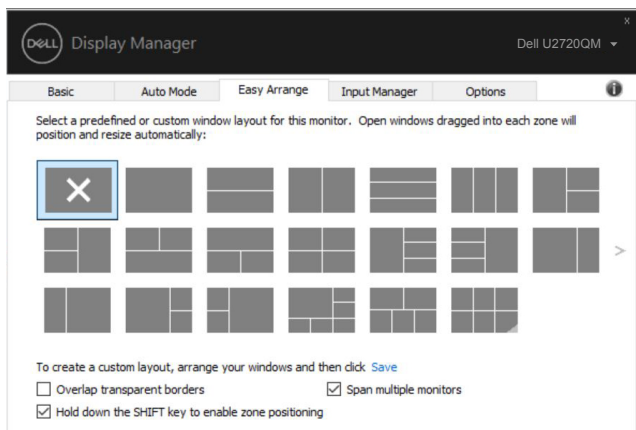 DELL Display Manager
x
Dell U2720QM
Basic Auto Mode Easy Arrange Input Manager Options
Select a predefined or custom window layout for this monitor. Open windows dragged into each zone will
position and resize automatically:
To create a custom layout, arrange your windows and then click Save
Overlap transparent borders Span multiple monitors
Hold down the SHIFT key to enable zone positioning